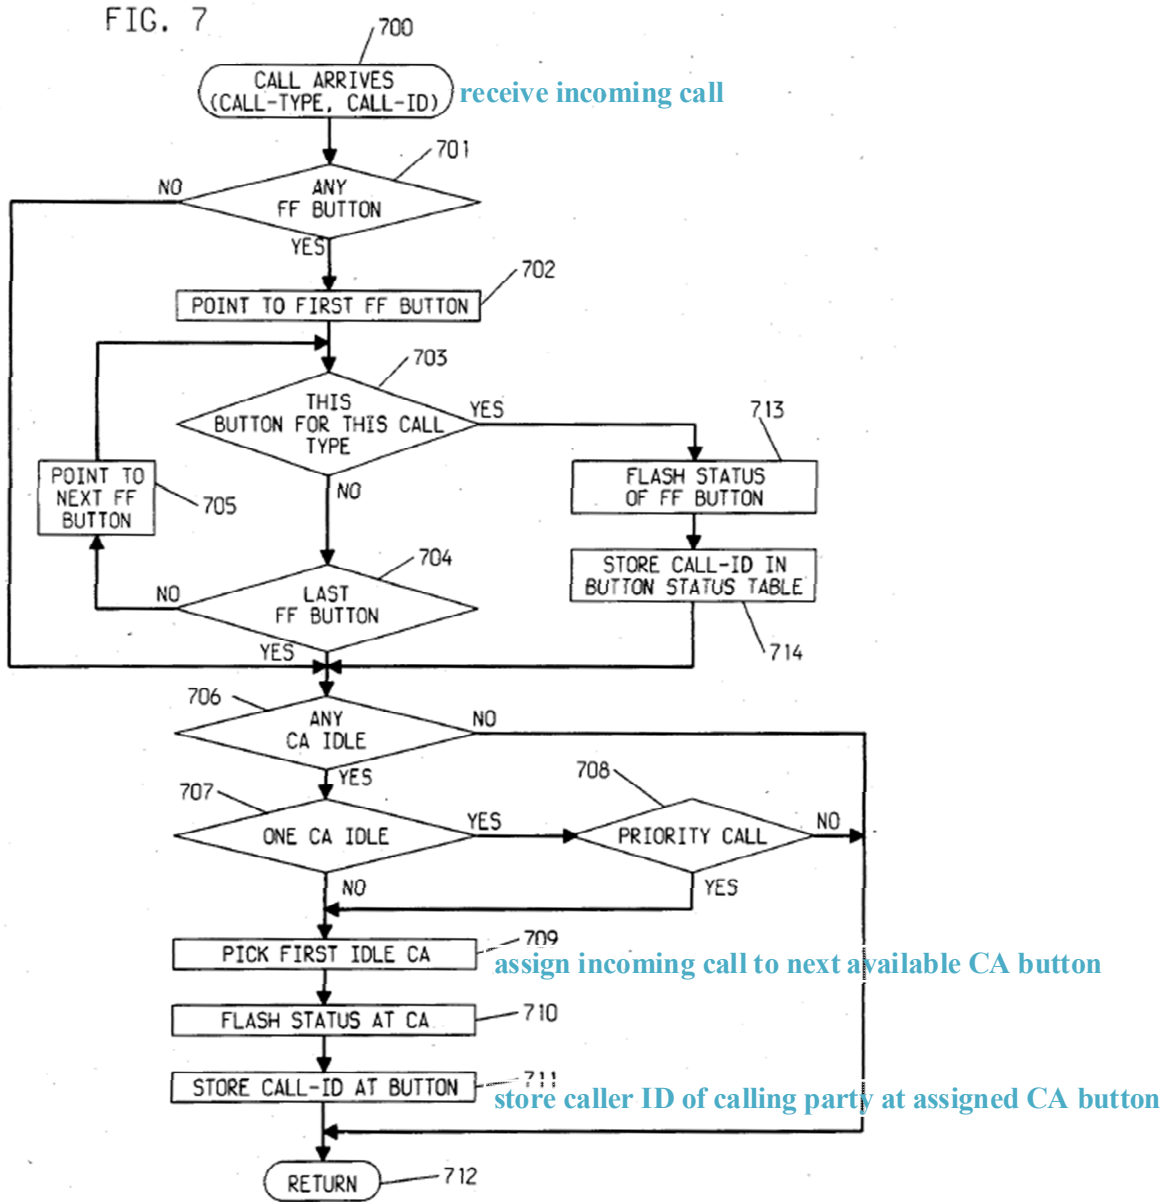 FIG. 7
700
CALL ARRIVES
(CALL-TYPE, CALL-ID)
receive incoming call
701
NO
ANY
FF BUTTON
YES
702
POINT TO FIRST FF BUTTON
703
THIS
BUTTON FOR THIS CALL
TYPE
YES
713
POINT TO
NEXT FF
BUTTON
705
NO
FLASH STATUS
OF FF BUTTON
704
STORE CALL-ID IN
BUTTON STATUS TABLE
NO
LAST
FF BUTTON
YES
714
706
ANY
CA IDLE
NO
YES
708
707
ONE CA IDLE
YES
PRIORITY CALL
NO
NO
YES
709
PICK FIRST IDLE CA
assign incoming call to next available CA button
FLASH STATUS AT CA
710
711
STORE CALL-ID AT BUTTON
store caller ID of calling party at assigned CA button
RETURN
712